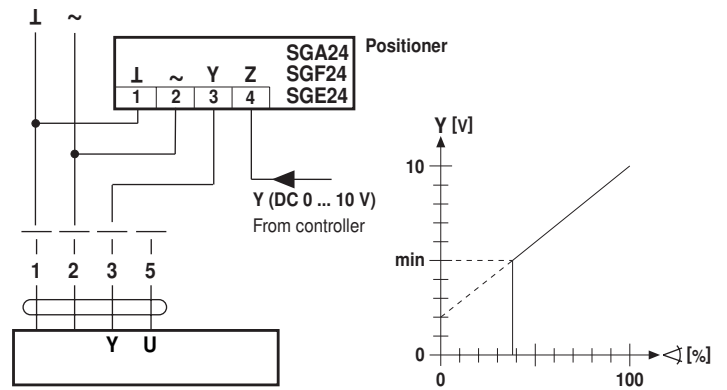 ⊥ ~
SGA24
SGF24
SGE24
Positioner
⊥ ~ Y Z
1 2 3 4
Y (DC 0 ... 10 V)
From controller
1 2 3 5
Y U
Y [V]
10
min
0
0 100
[%]